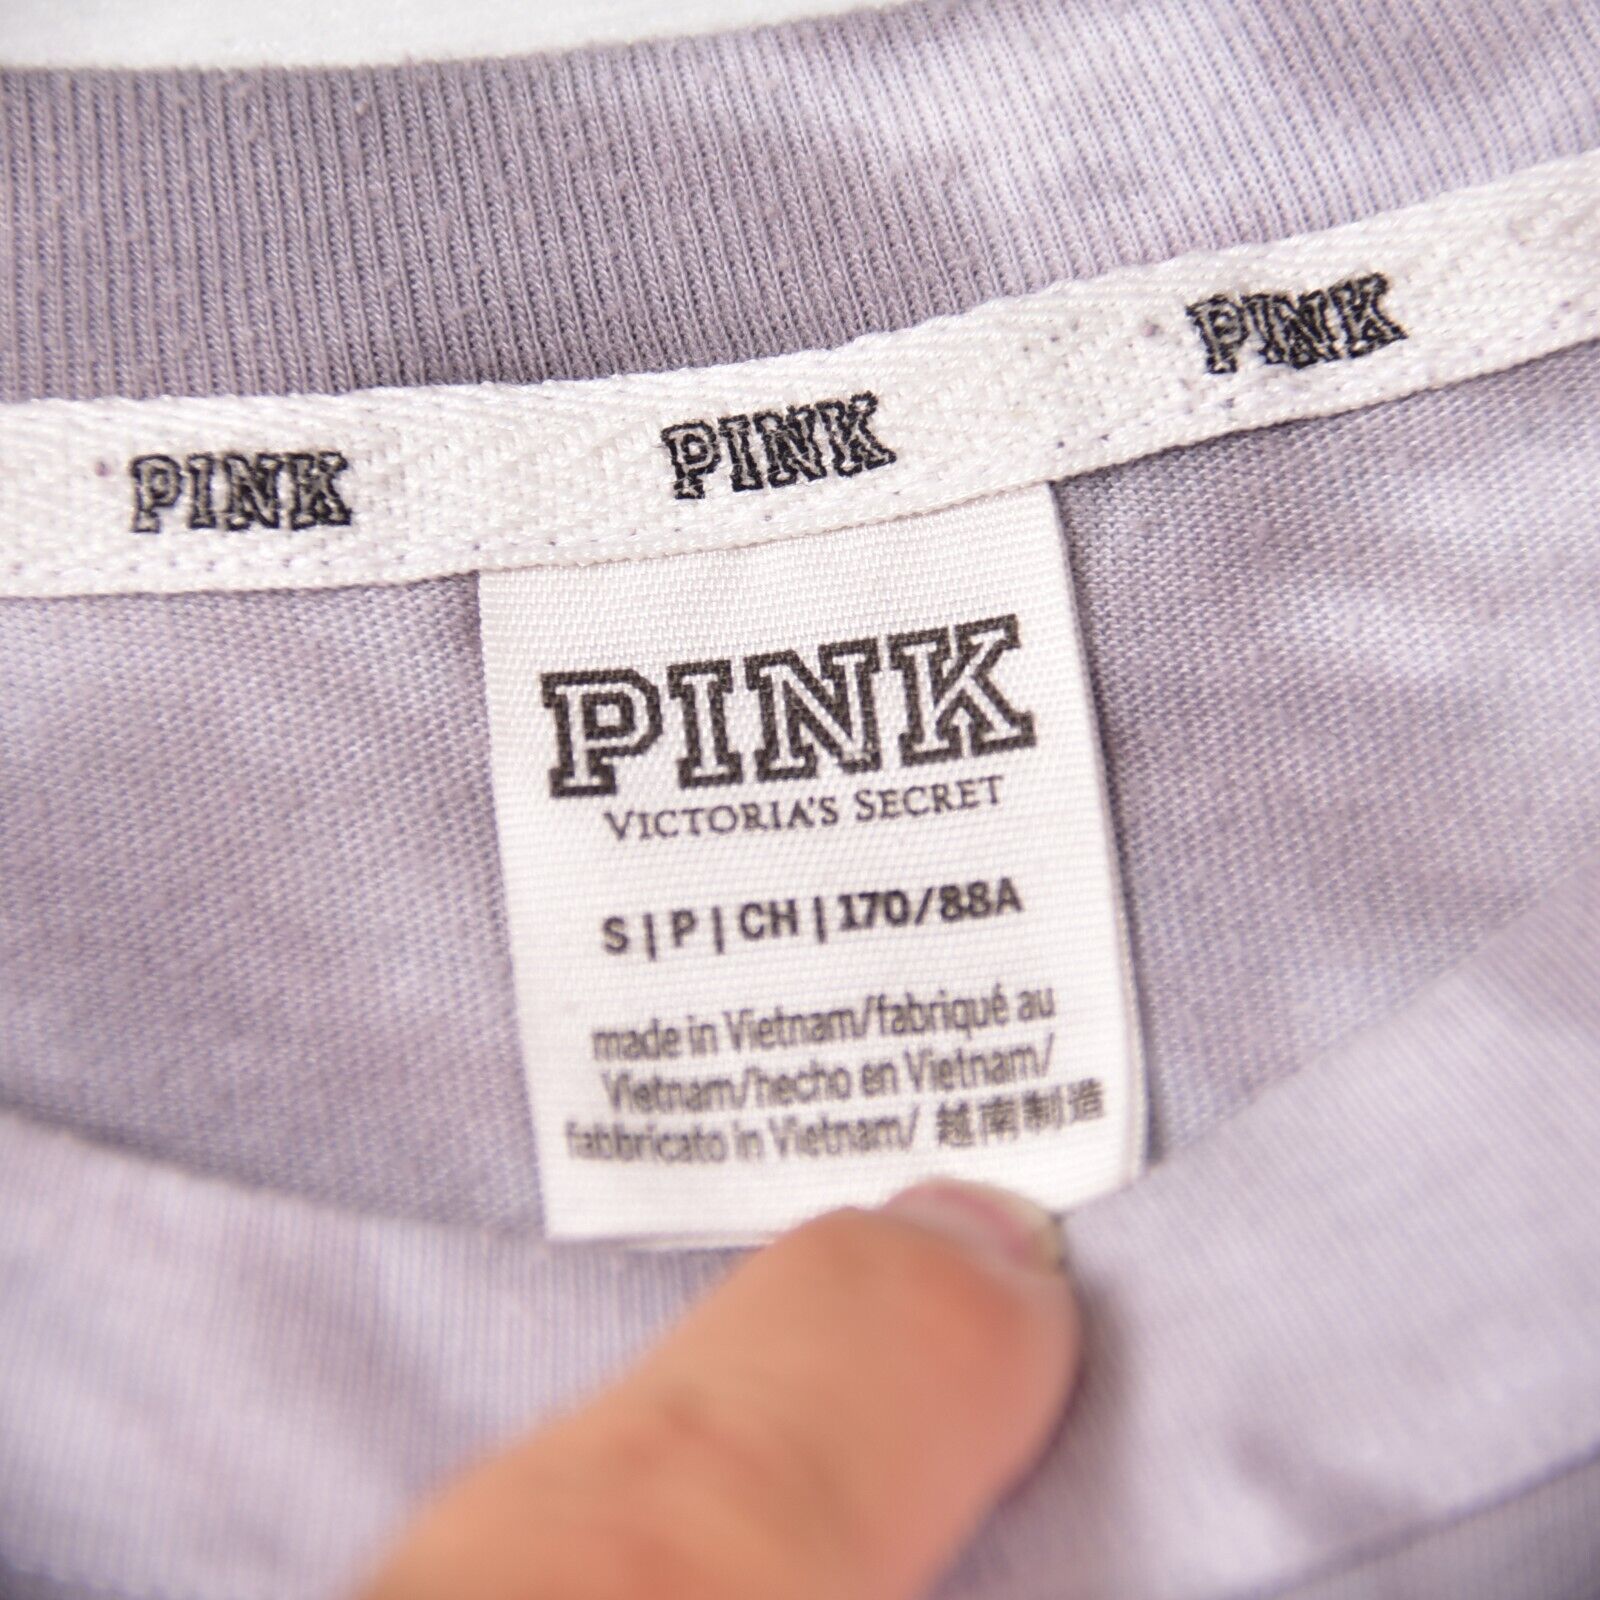 PINK PINK PINK
PINK
VICTORIA'S SECRET
S | P | CH | 170/88A
made in Vietnam/fabriqué au
Vietnam/hecho en Vietnam/
fabbricato in Vietnam/ 越南制造